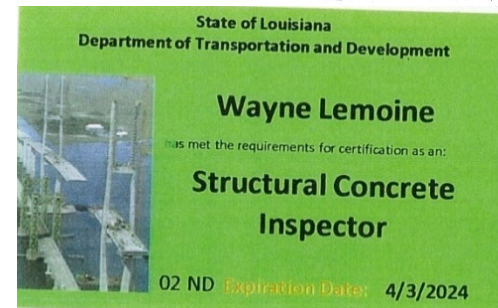 State of Louisiana
Department of Transportation and Development
Wayne Lemoine
has met the requirements for certification as an:
Structural Concrete
Inspector
02 ND Expiration Date: 4/3/2024